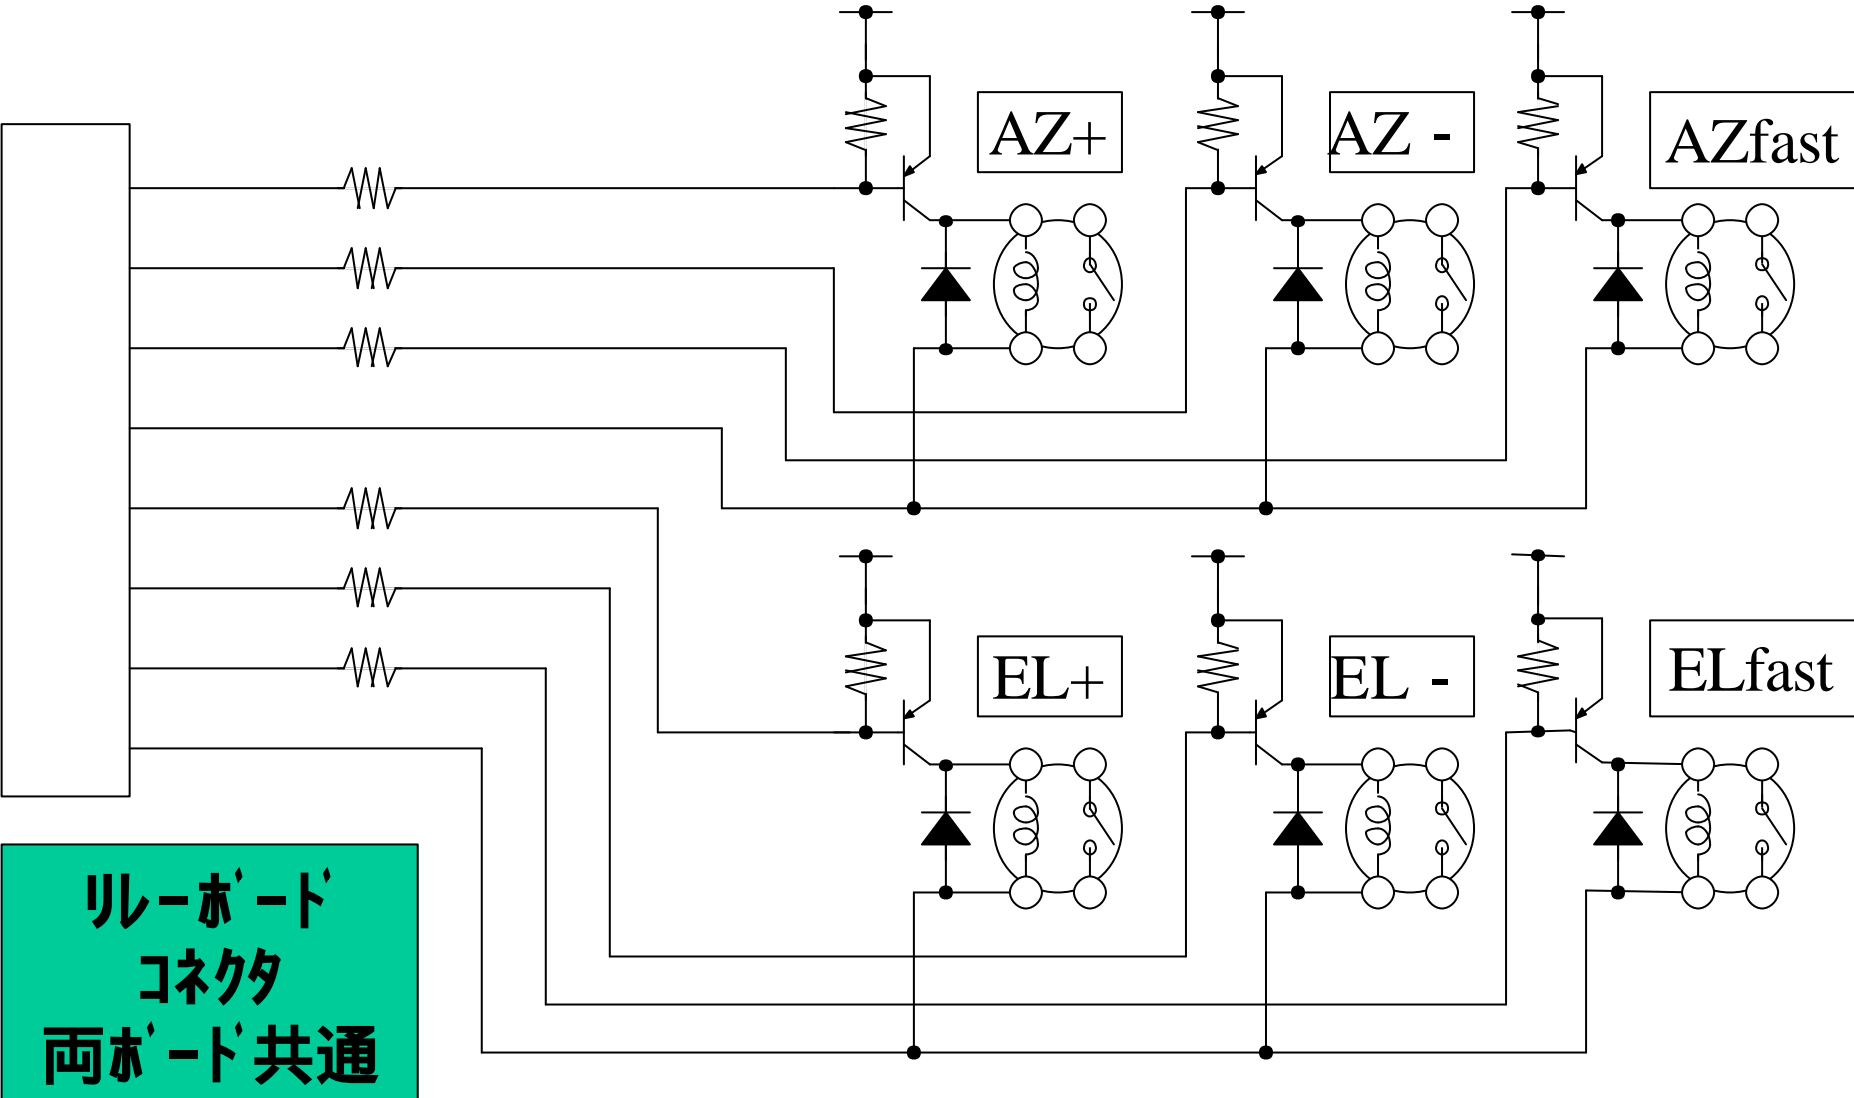 AZ+
AZ -
AZfast
EL+
EL -
ELfast
ﾘﾚｰﾎﾞｰﾄﾞ
ｺﾈｸﾀ
両ﾎﾞｰﾄﾞ共通